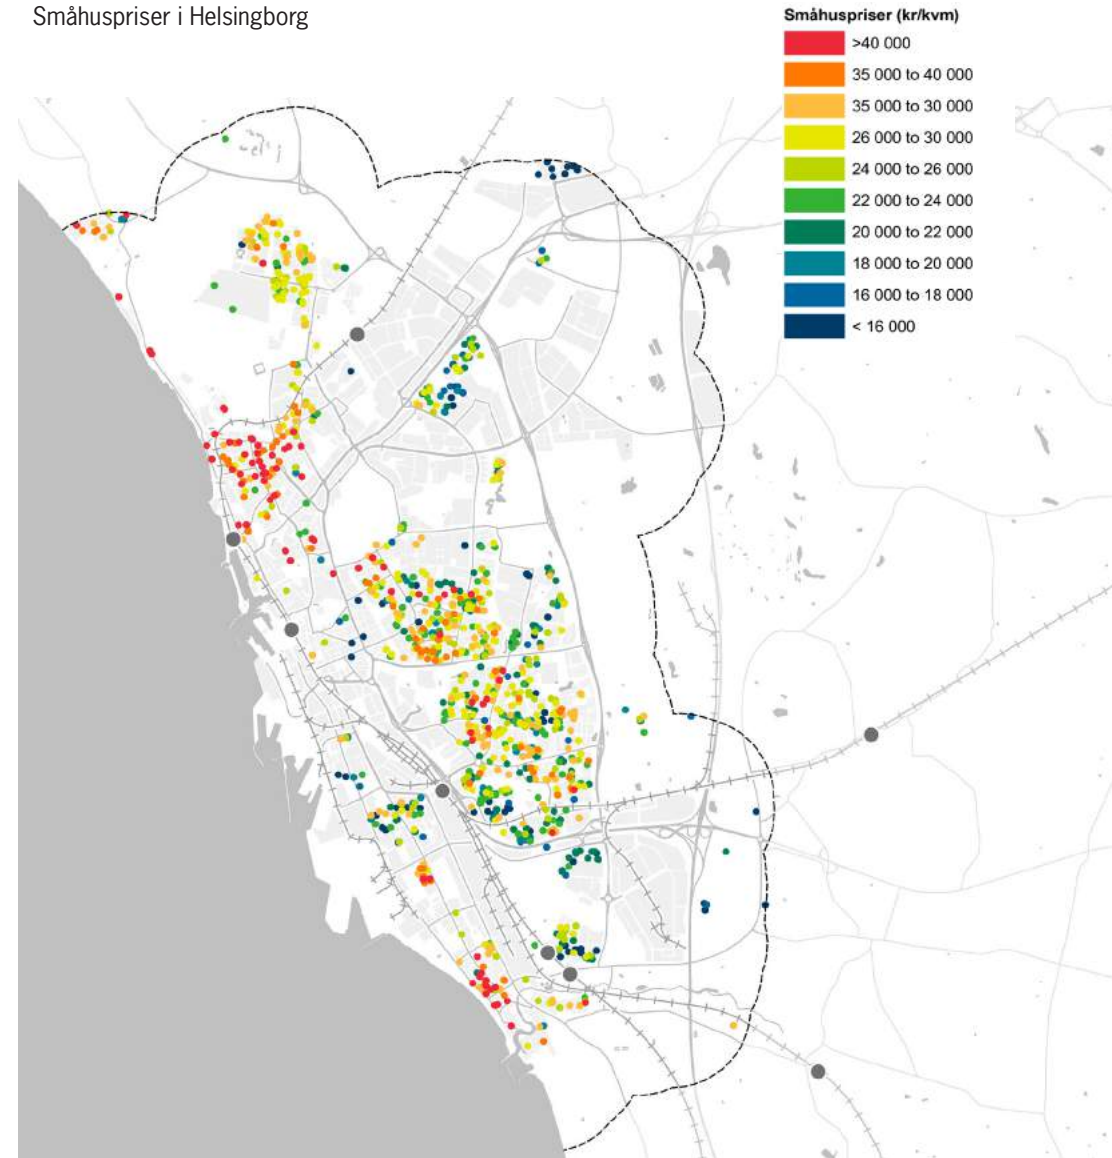 Småhuspriser i Helsingborg
Småhuspriser (kr/kvm)
>40 000
35 000 to 40 000
35 000 to 30 000
26 000 to 30 000
24 000 to 26 000
22 000 to 24 000
20 000 to 22 000
18 000 to 20 000
16 000 to 18 000
< 16 000